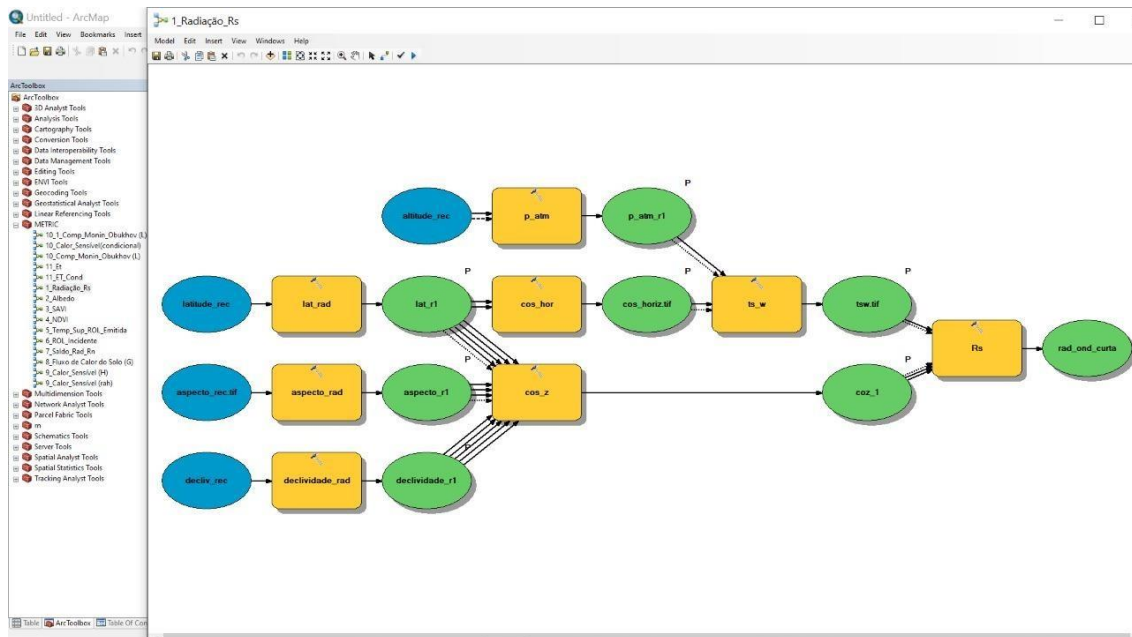 Untitled - ArcMap
File Edit View Bookmarks Insert
ArcToolbox
ArcToolbox
3D Analyst Tools
Analysis Tools
Cartography Tools
Conversion Tools
Data Interoperability Tools
Data Management Tools
Editing Tools
ENVI Tools
Geocoding Tools
Geostatistical Analyst Tools
Linear Referencing Tools
METRIC
10_1_Comp_Monin_Obukhov (L)
10_Calor_Sensível(condicional)
10_Comp_Monin_Obukhov (L)
11_Et
11_ET_Cond
1_Radiação_Rs
2_Albedo
3_SAVI
4_NDVI
5_Temp_Sup_ROL_Emitida
6_ROL_Incidente
7_Saldo_Rad_Rn
8_Fluxo de Calor do Solo (G)
9_Calor_Sensível (H)
9_Calor_Sensível (rah)
Multidimension Tools
Network Analyst Tools
Parcel Fabric Tools
rn
Schematics Tools
Server Tools
Spatial Analyst Tools
Spatial Statistics Tools
Tracking Analyst Tools
Table ArcToolbox Table Of Con
1_Radiação_Rs
Model Edit Insert View Windows Help
P
altitude_rec p_atm p_atm_r1
P P P
latitude_rec lat_rad lat_r1 cos_hor cos_horiz.tif ts_w tsw.tif
Rs rad_ond_curta
P P
aspecto_rec.tif aspecto_rad aspecto_r1 cos_z coz_1
P
decliv_rec declividade_rad declividade_r1